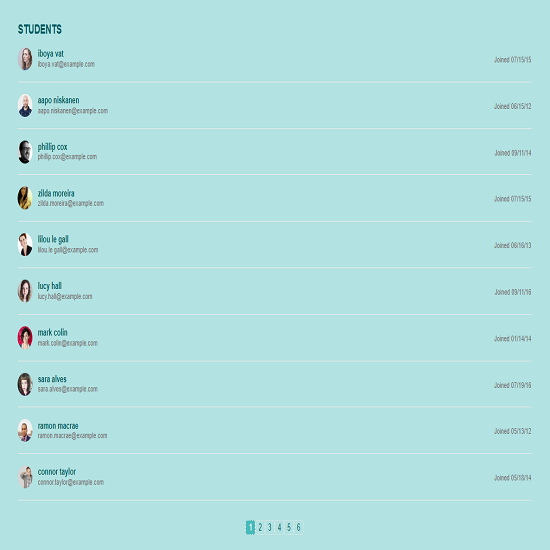 STUDENTS
iboya vat
iboya.vat@example.com
Joined 07/15/15
aapo niskanen
aapo.niskanen@example.com
Joined 06/15/12
phillip cox
phillip.cox@example.com
Joined 09/11/14
zilda moreira
zilda.moreira@example.com
Joined 07/15/15
lilou le gall
lilou.le gall@example.com
Joined 06/16/13
lucy hall
lucy.hall@example.com
Joined 09/11/16
mark colin
mark.colin@example.com
Joined 01/14/14
sara alves
sara.alves@example.com
Joined 07/19/16
ramon macrae
ramon.macrae@example.com
Joined 05/13/12
connor taylor
connor.taylor@example.com
Joined 05/18/14
1 2 3 4 5 6